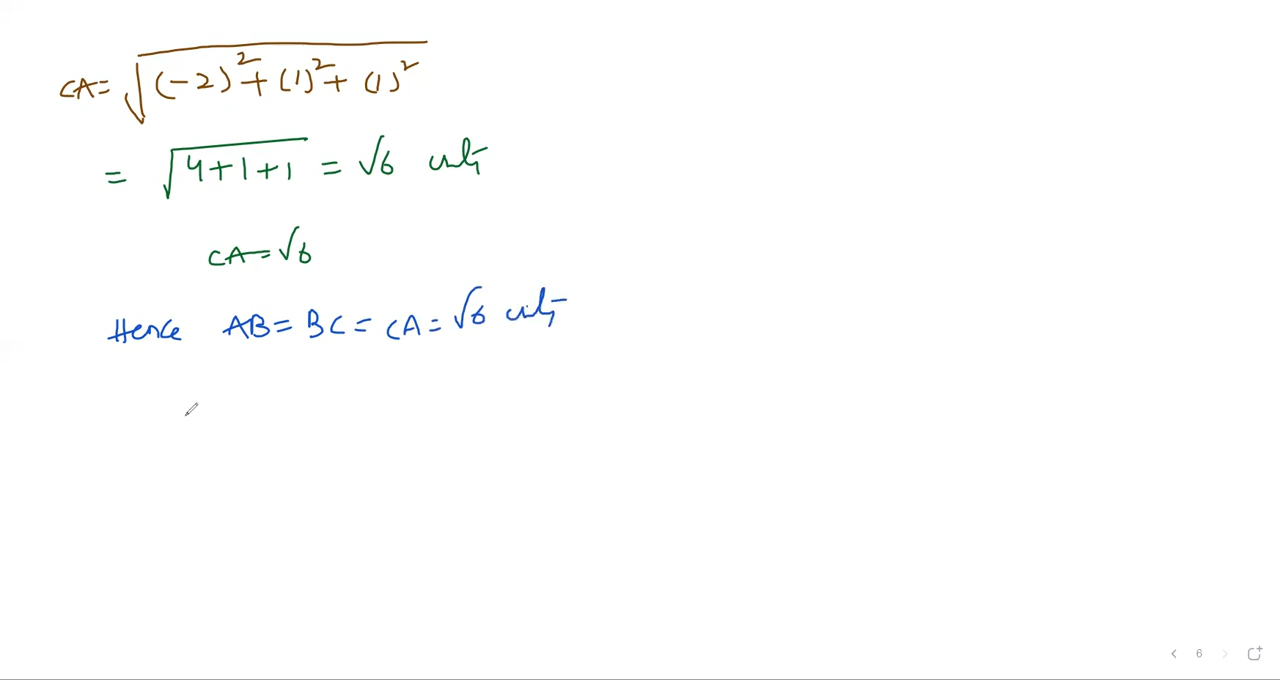 CA = √(-2)² + (1)² + (1)²
= √4+1+1 = √6 units
CA = √6
Hence AB = BC = CA = √6 units
6